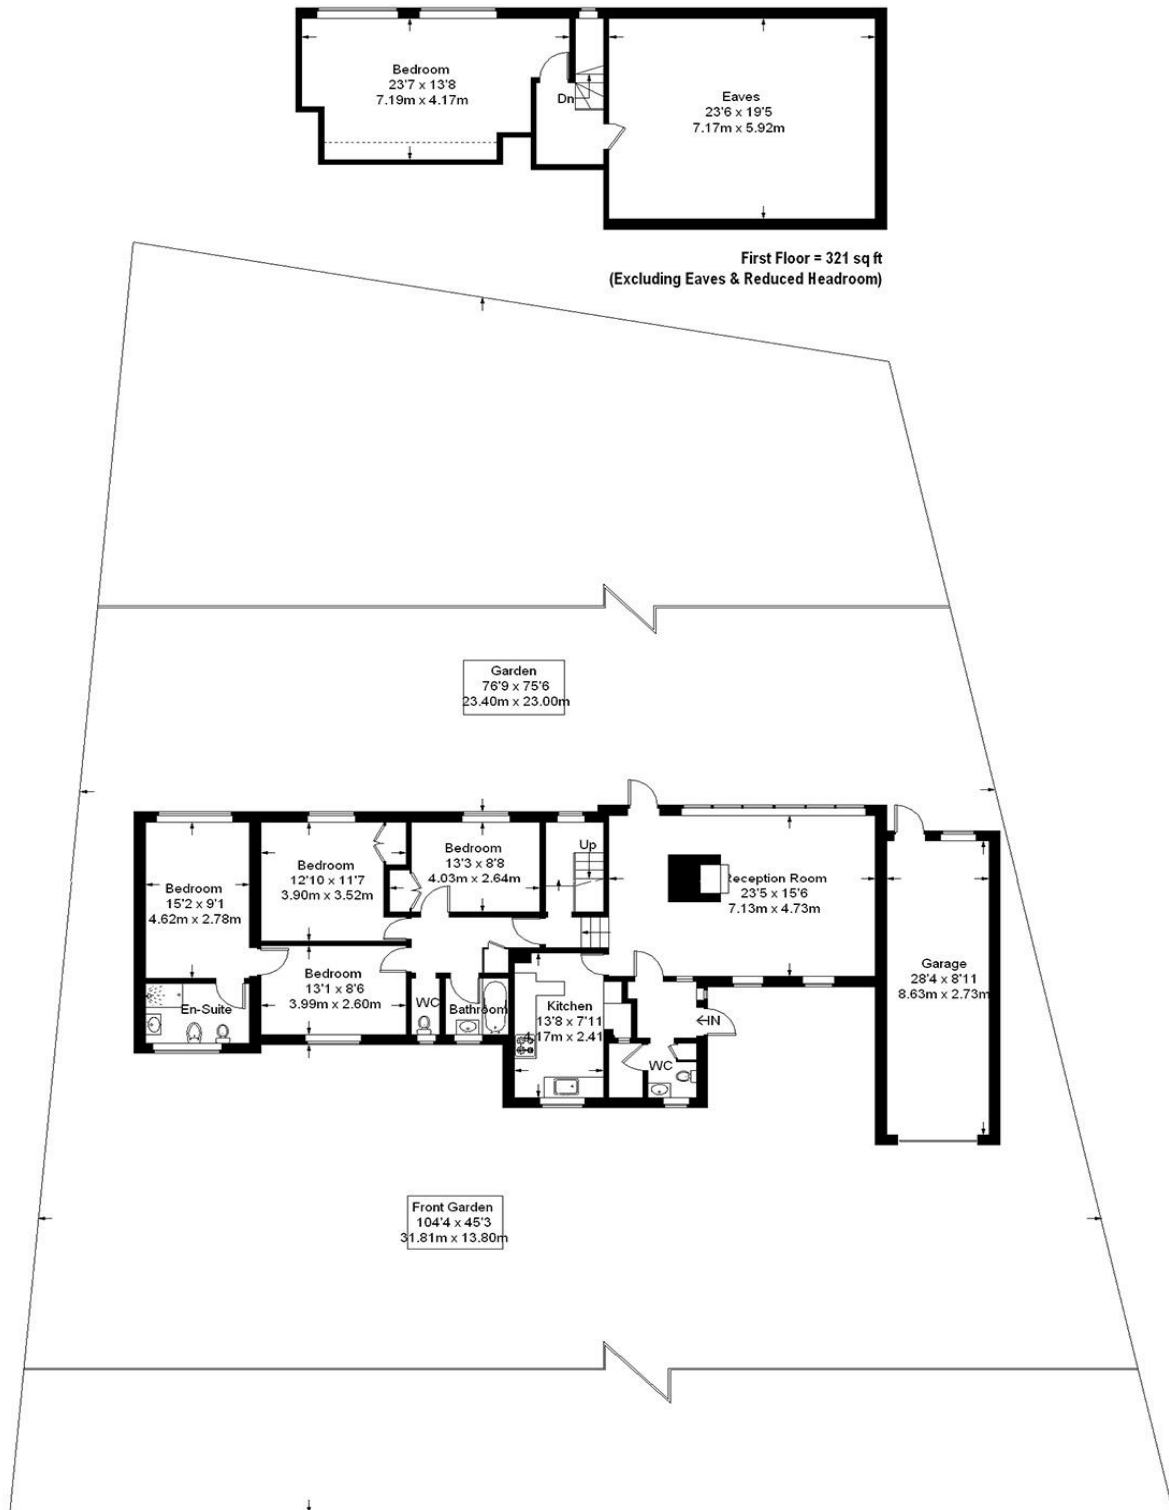 Bedroom
23'7 x 13'8
7.19m x 4.17m
Dn
Eaves
23'6 x 19'5
7.17m x 5.92m
First Floor = 321 sq ft
(Excluding Eaves & Reduced Headroom)
Garden
76'9 x 75'6
23.40m x 23.00m
Bedroom
15'2 x 9'1
4.62m x 2.78m
Bedroom
12'10 x 11'7
3.90m x 3.52m
Bedroom
13'3 x 8'8
4.03m x 2.64m
Up
Reception Room
23'5 x 15'6
7.13m x 4.73m
Garage
28'4 x 8'11
8.63m x 2.73m
Bedroom
13'1 x 8'6
3.99m x 2.60m
En-Suite
WC
Bathroom
Kitchen
13'8 x 7'11
4.17m x 2.41
IN
WC
Front Garden
104'4 x 45'3
31.81m x 13.80m